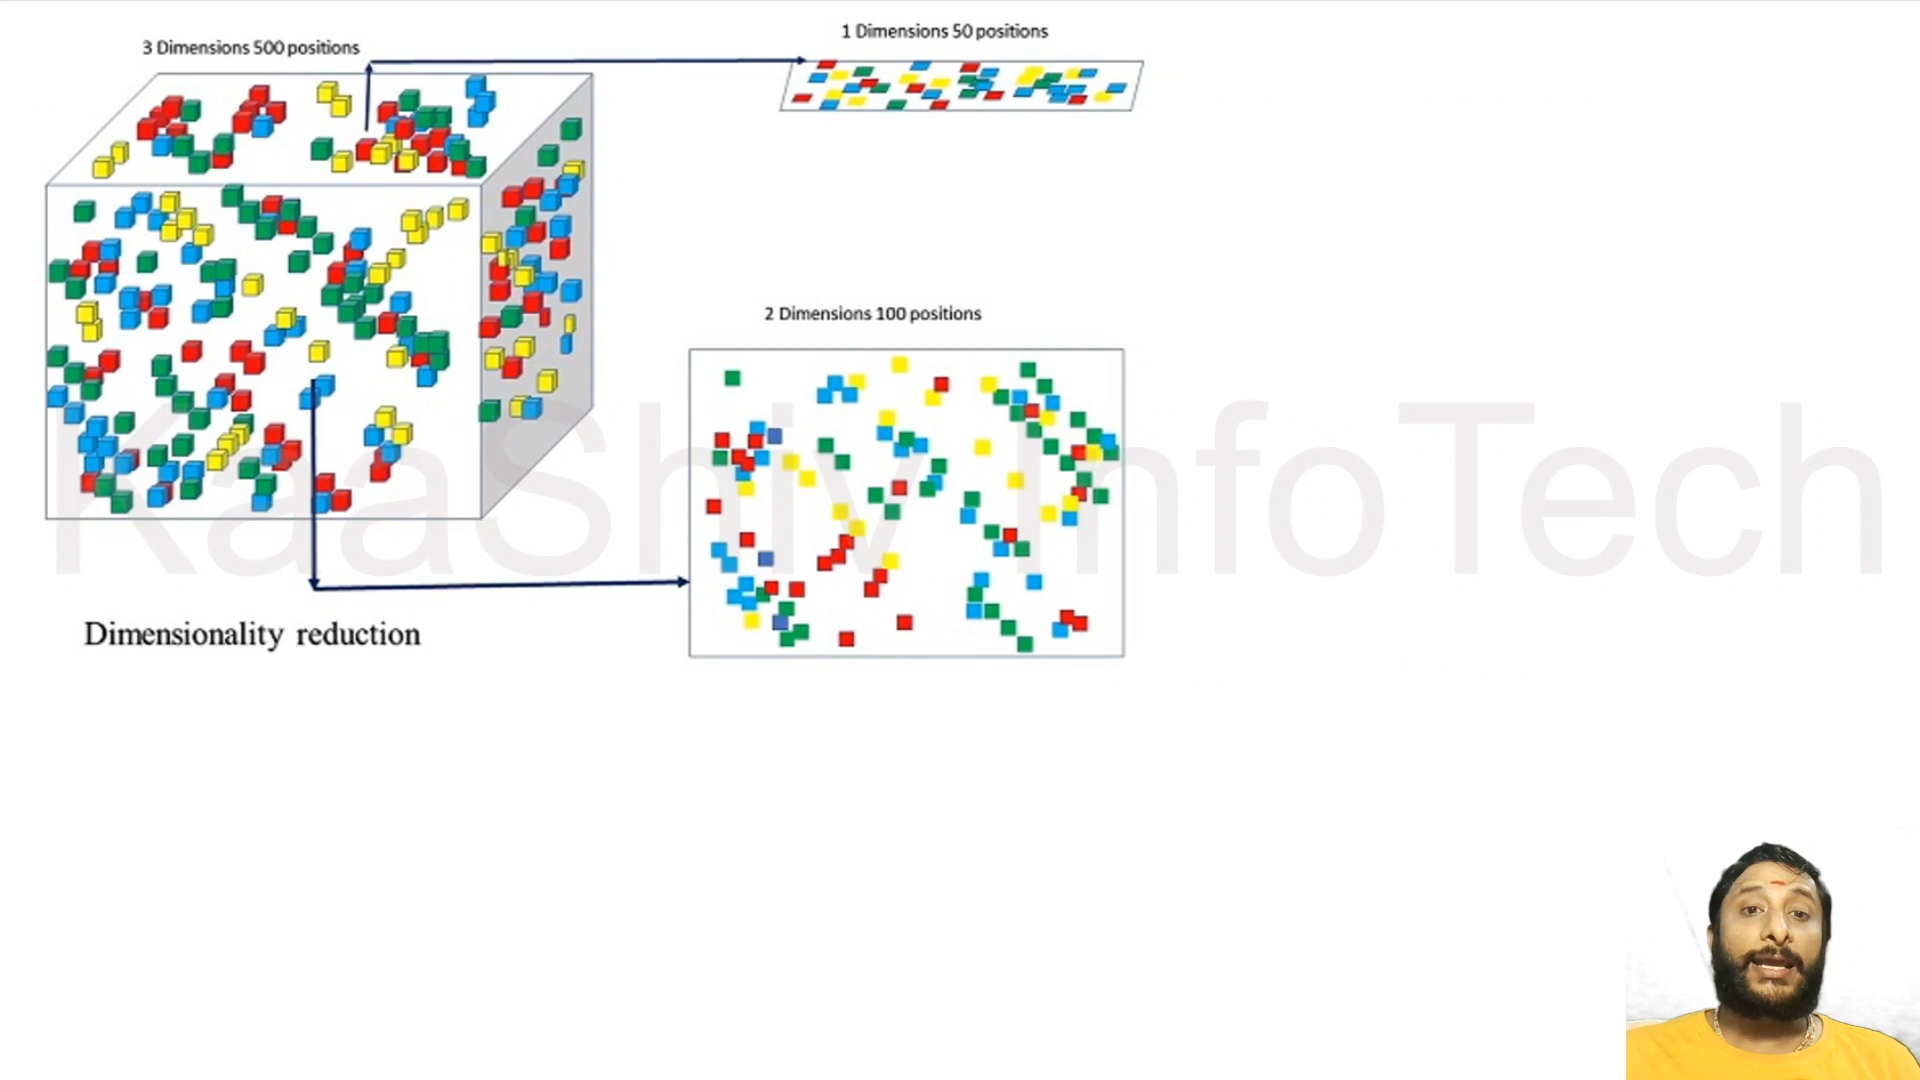 3 Dimensions 500 positions
1 Dimensions 50 positions
2 Dimensions 100 positions
KaaShiv InfoTech
Dimensionality reduction